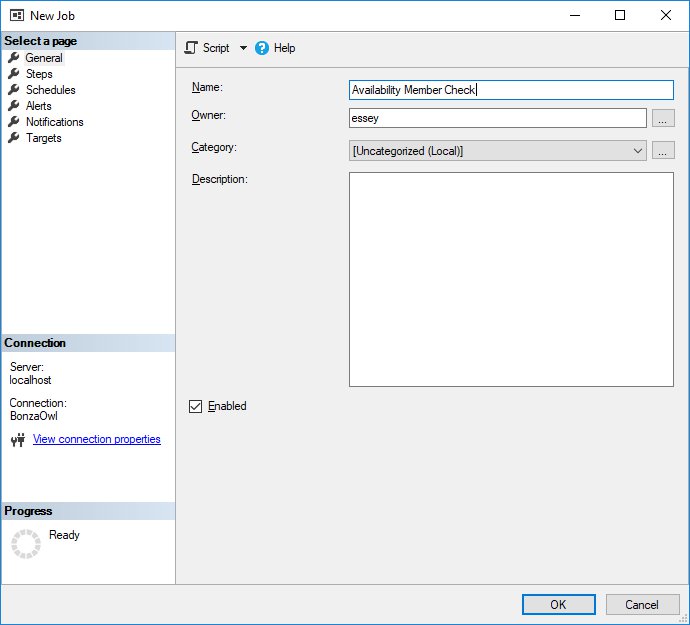 New Job
Select a page
General
Steps
Schedules
Alerts
Notifications
Targets
Connection
Server:
localhost
Connection:
BonzaOwl
View connection properties
Progress
Ready
Script
? Help
Name:
Availability Member Check
Owner:
essey
...
Category:
[Uncategorized (Local)]
...
Description:
Enabled
OK
Cancel